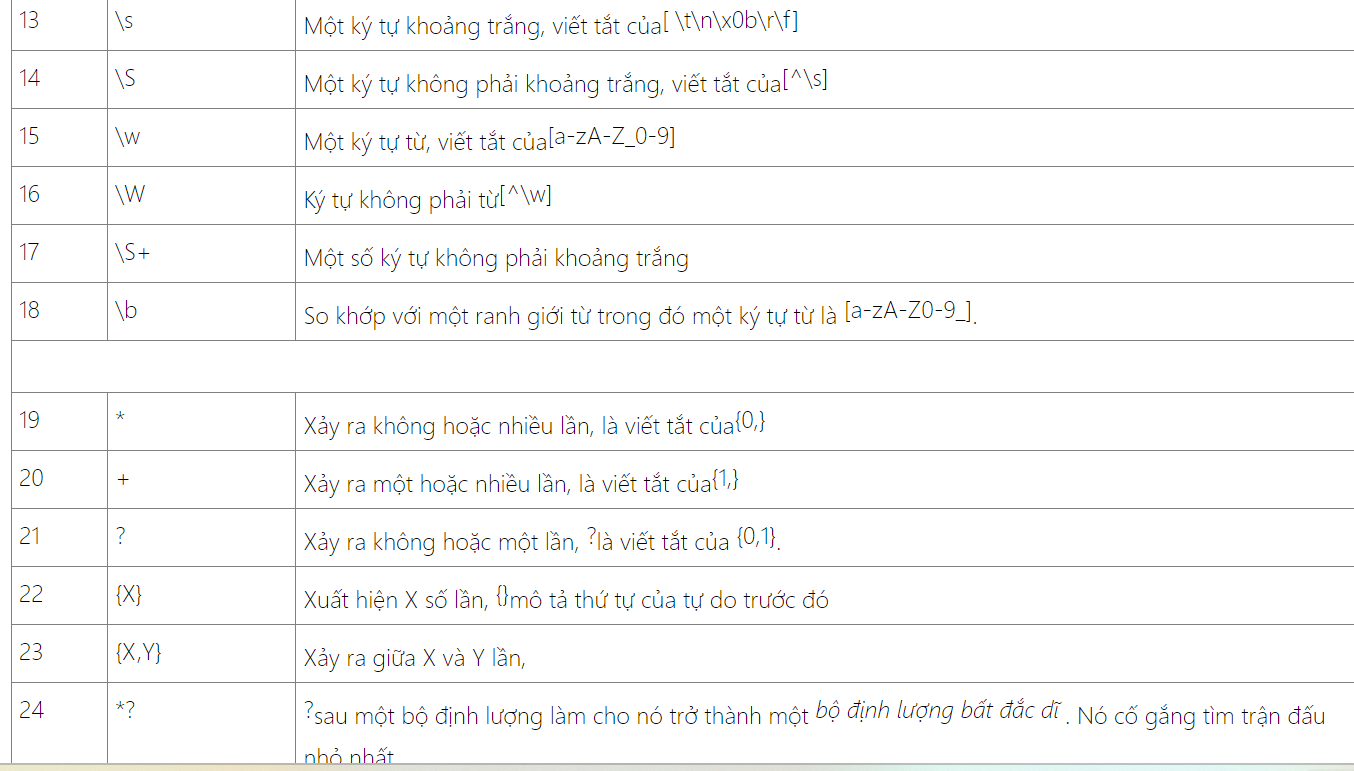 13 \s Một ký tự khoảng trắng, viết tắt của[ \t\n\x0b\r\f]
14 \S Một ký tự không phải khoảng trắng, viết tắt của[^\s]
15 \w Một ký tự từ, viết tắt của[a-zA-Z_0-9]
16 \W Ký tự không phải từ[^\w]
17 \S+ Một số ký tự không phải khoảng trắng
18 \b So khớp với một ranh giới từ trong đó một ký tự từ là [a-zA-Z0-9_].
19 * Xảy ra không hoặc nhiều lần, là viết tắt của{0,}
20 + Xảy ra một hoặc nhiều lần, là viết tắt của{1,}
21 ? Xảy ra không hoặc một lần, ?là viết tắt của {0,1}.
22 {X} Xuất hiện X số lần, {}mô tả thứ tự của tự do trước đó
23 {X,Y} Xảy ra giữa X và Y lần,
24 *? ?sau một bộ định lượng làm cho nó trở thành một bộ định lượng bất đắc dĩ . Nó cố gắng tìm trận đấu
nhỏ nhất